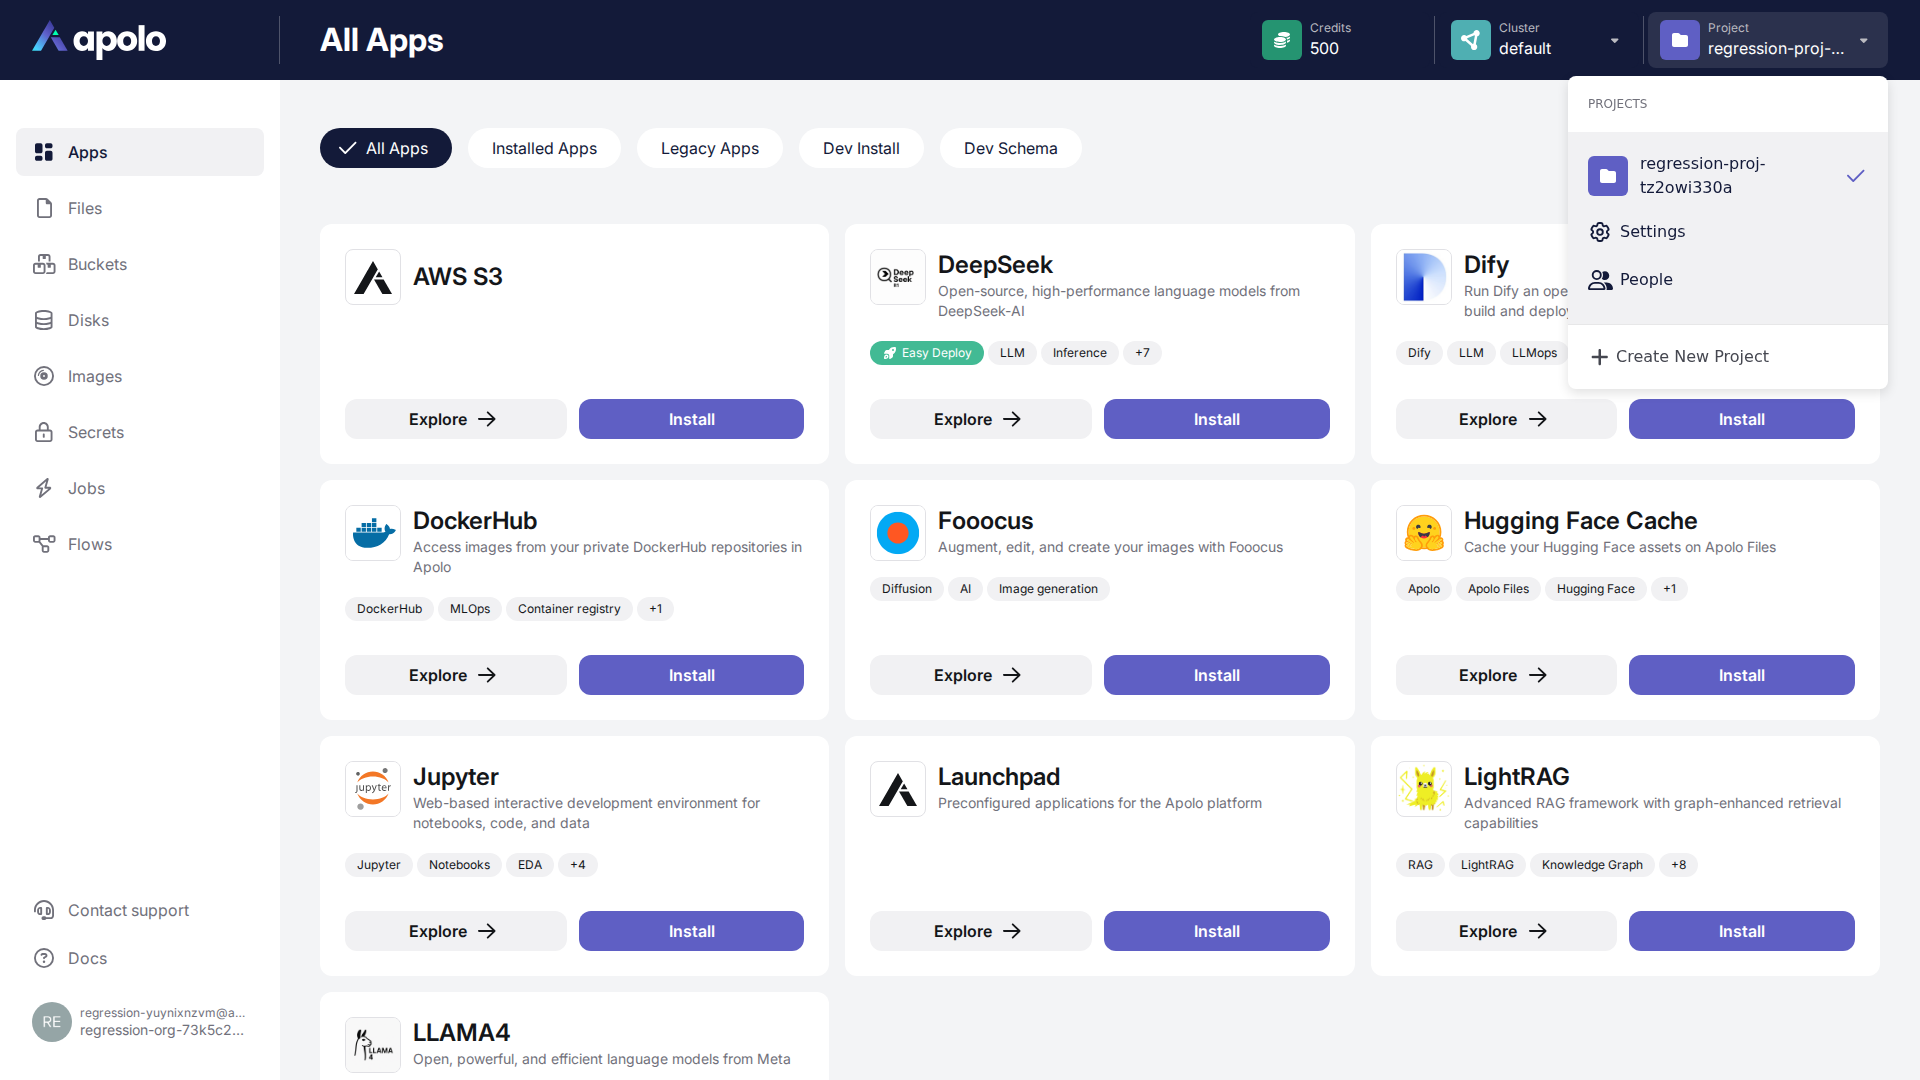 apolo
All Apps
Credits
500
Cluster
default
Project
regression-proj-...
PROJECTS
regression-proj-
tz2owi330a
Settings
People
Create New Project
Apps
Files
Buckets
Disks
Images
Secrets
Jobs
Flows
Contact support
Docs
RE
regression-yuynixnzvm@a...
regression-org-73k5c2...
All Apps
Installed Apps
Legacy Apps
Dev Install
Dev Schema
AWS S3
Explore
Install
Deep
Seek
R1
DeepSeek
Open-source, high-performance language models from
DeepSeek-AI
Easy Deploy
LLM
Inference
+7
Explore
Install
Dify
Run Dify an ope
build and deploy
Dify
LLM
LLMops
Explore
Install
DockerHub
Access images from your private DockerHub repositories in
Apolo
DockerHub
MLOps
Container registry
+1
Explore
Install
Fooocus
Augment, edit, and create your images with Fooocus
Diffusion
AI
Image generation
Explore
Install
Hugging Face Cache
Cache your Hugging Face assets on Apolo Files
Apolo
Apolo Files
Hugging Face
+1
Explore
Install
jupyter
Jupyter
Web-based interactive development environment for
notebooks, code, and data
Jupyter
Notebooks
EDA
+4
Explore
Install
Launchpad
Preconfigured applications for the Apolo platform
Explore
Install
LightRAG
Advanced RAG framework with graph-enhanced retrieval
capabilities
RAG
LightRAG
Knowledge Graph
+8
Explore
Install
LLAMA
4
LLAMA4
Open, powerful, and efficient language models from Meta